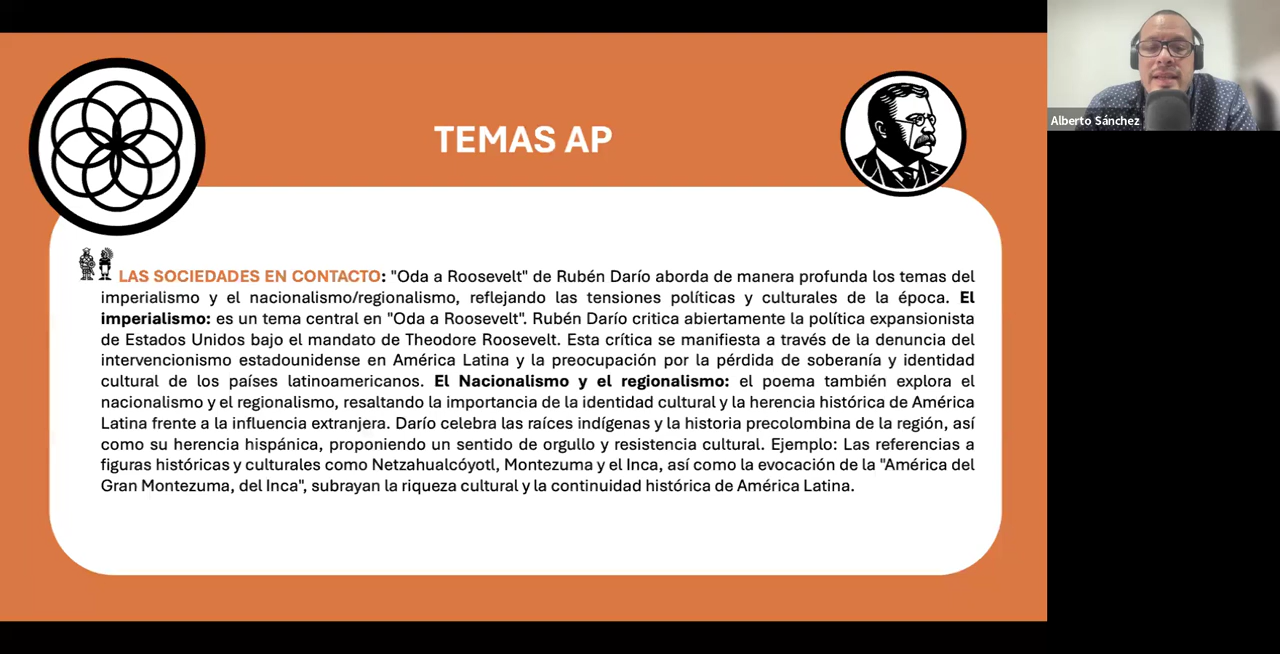 TEMAS AP
LAS SOCIEDADES EN CONTACTO: "Oda a Roosevelt" de Rubén Darío aborda de manera profunda los temas del
imperialismo y el nacionalismo/regionalismo, reflejando las tensiones políticas y culturales de la época. El
imperialismo: es un tema central en "Oda a Roosevelt". Rubén Darío critica abiertamente la política expansionista
de Estados Unidos bajo el mandato de Theodore Roosevelt. Esta crítica se manifiesta a través de la denuncia del
intervencionismo estadounidense en América Latina y la preocupación por la pérdida de soberanía y identidad
cultural de los países latinoamericanos. El Nacionalismo y el regionalismo: el poema también explora el
nacionalismo y el regionalismo, resaltando la importancia de la identidad cultural y la herencia histórica de América
Latina frente a la influencia extranjera. Darío celebra las raíces indígenas y la historia precolombina de la región, así
como su herencia hispánica, proponiendo un sentido de orgullo y resistencia cultural. Ejemplo: Las referencias a
figuras históricas y culturales como Netzahualcóyotl, Montezuma y el Inca, así como la evocación de la "América del
Gran Montezuma, del Inca", subrayan la riqueza cultural y la continuidad histórica de América Latina.
Alberto Sánchez